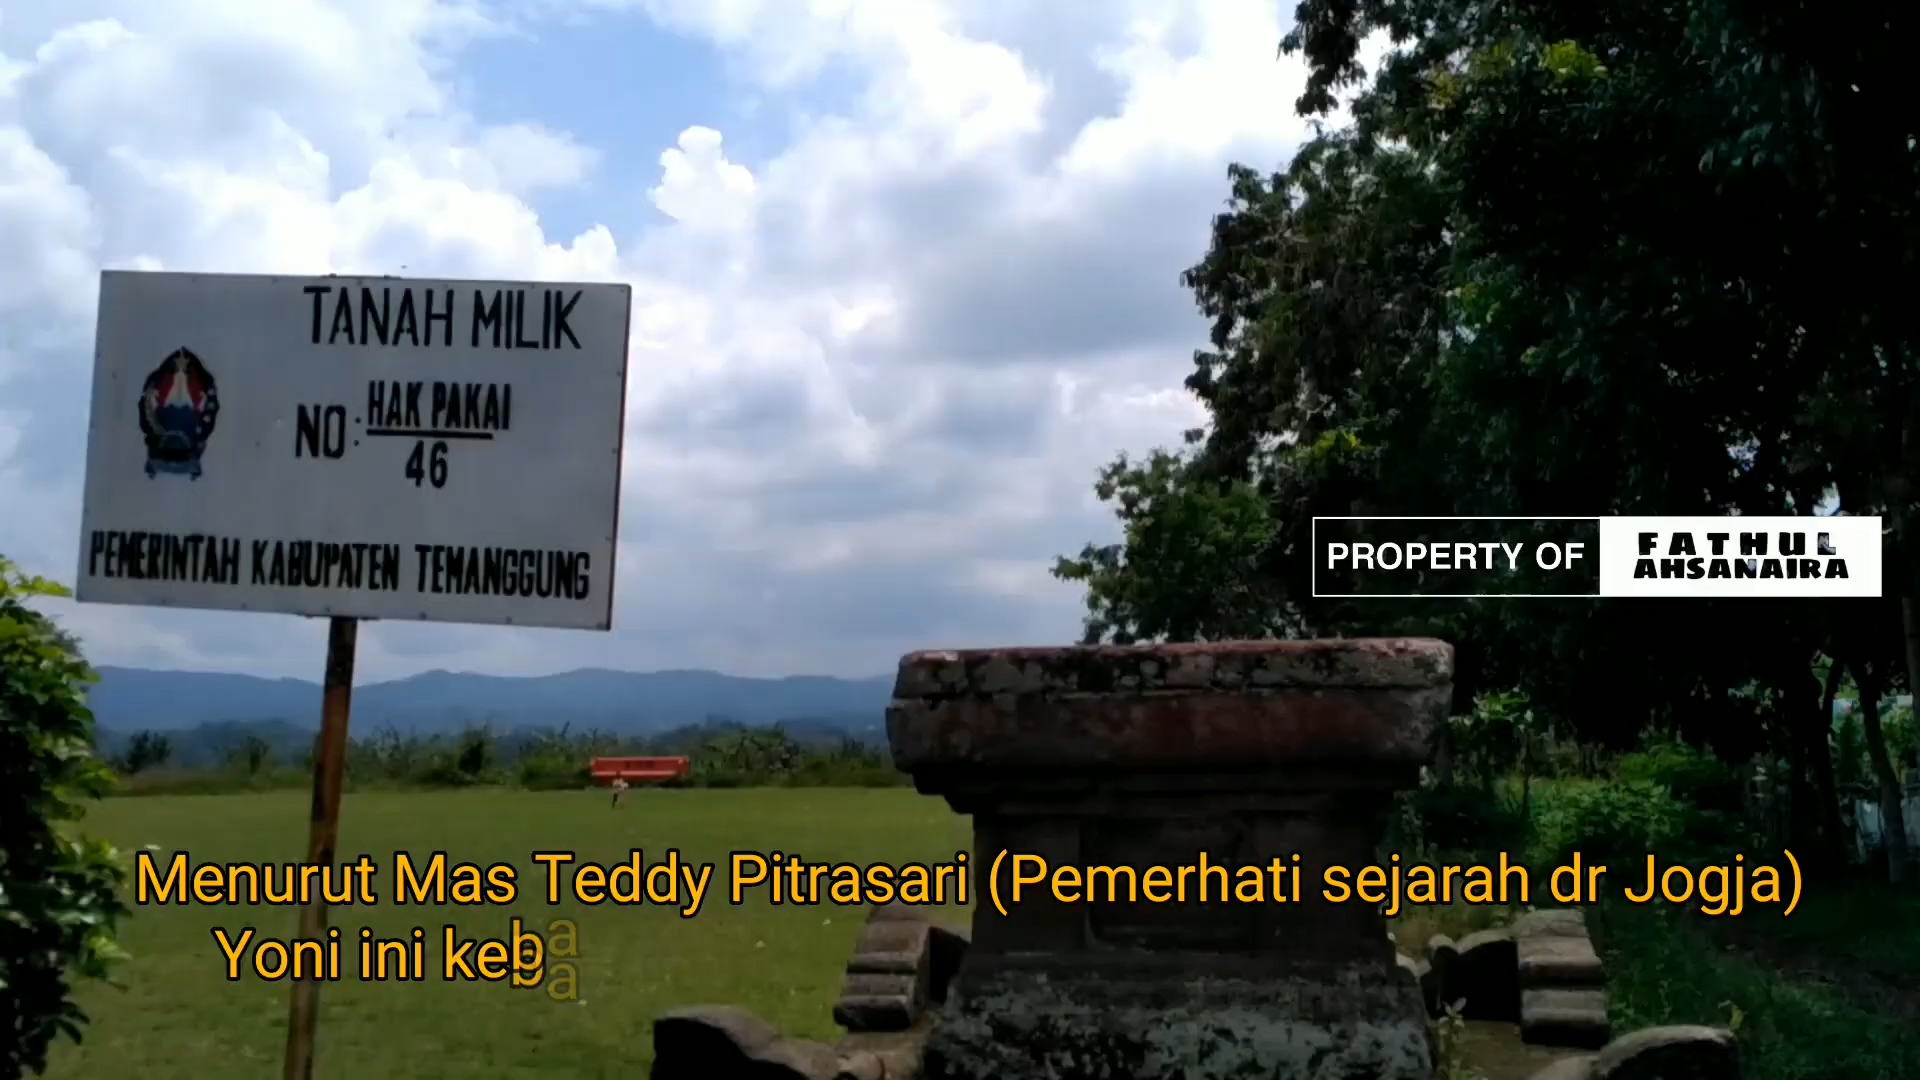 TANAH MILIK
NO: HAK PAKAI
46
PEMERINTAH KABUPATEN TEMANGGUNG
PROPERTY OF
FATHUL
AHSANAIRA
Menurut Mas Teddy Pitrasari (Pemerhati sejarah dr Jogja)
Yoni ini keba